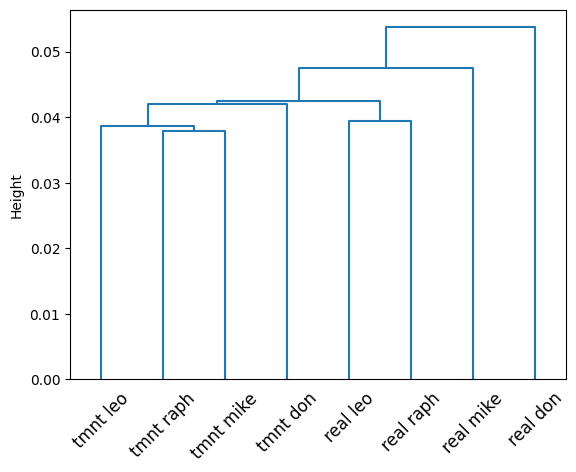 0.05
0.04
0.03
0.02
0.01
0.00
Height
tmnt leo
tmnt raph
tmnt mike
tmnt don
real leo
real raph
real mike
real don